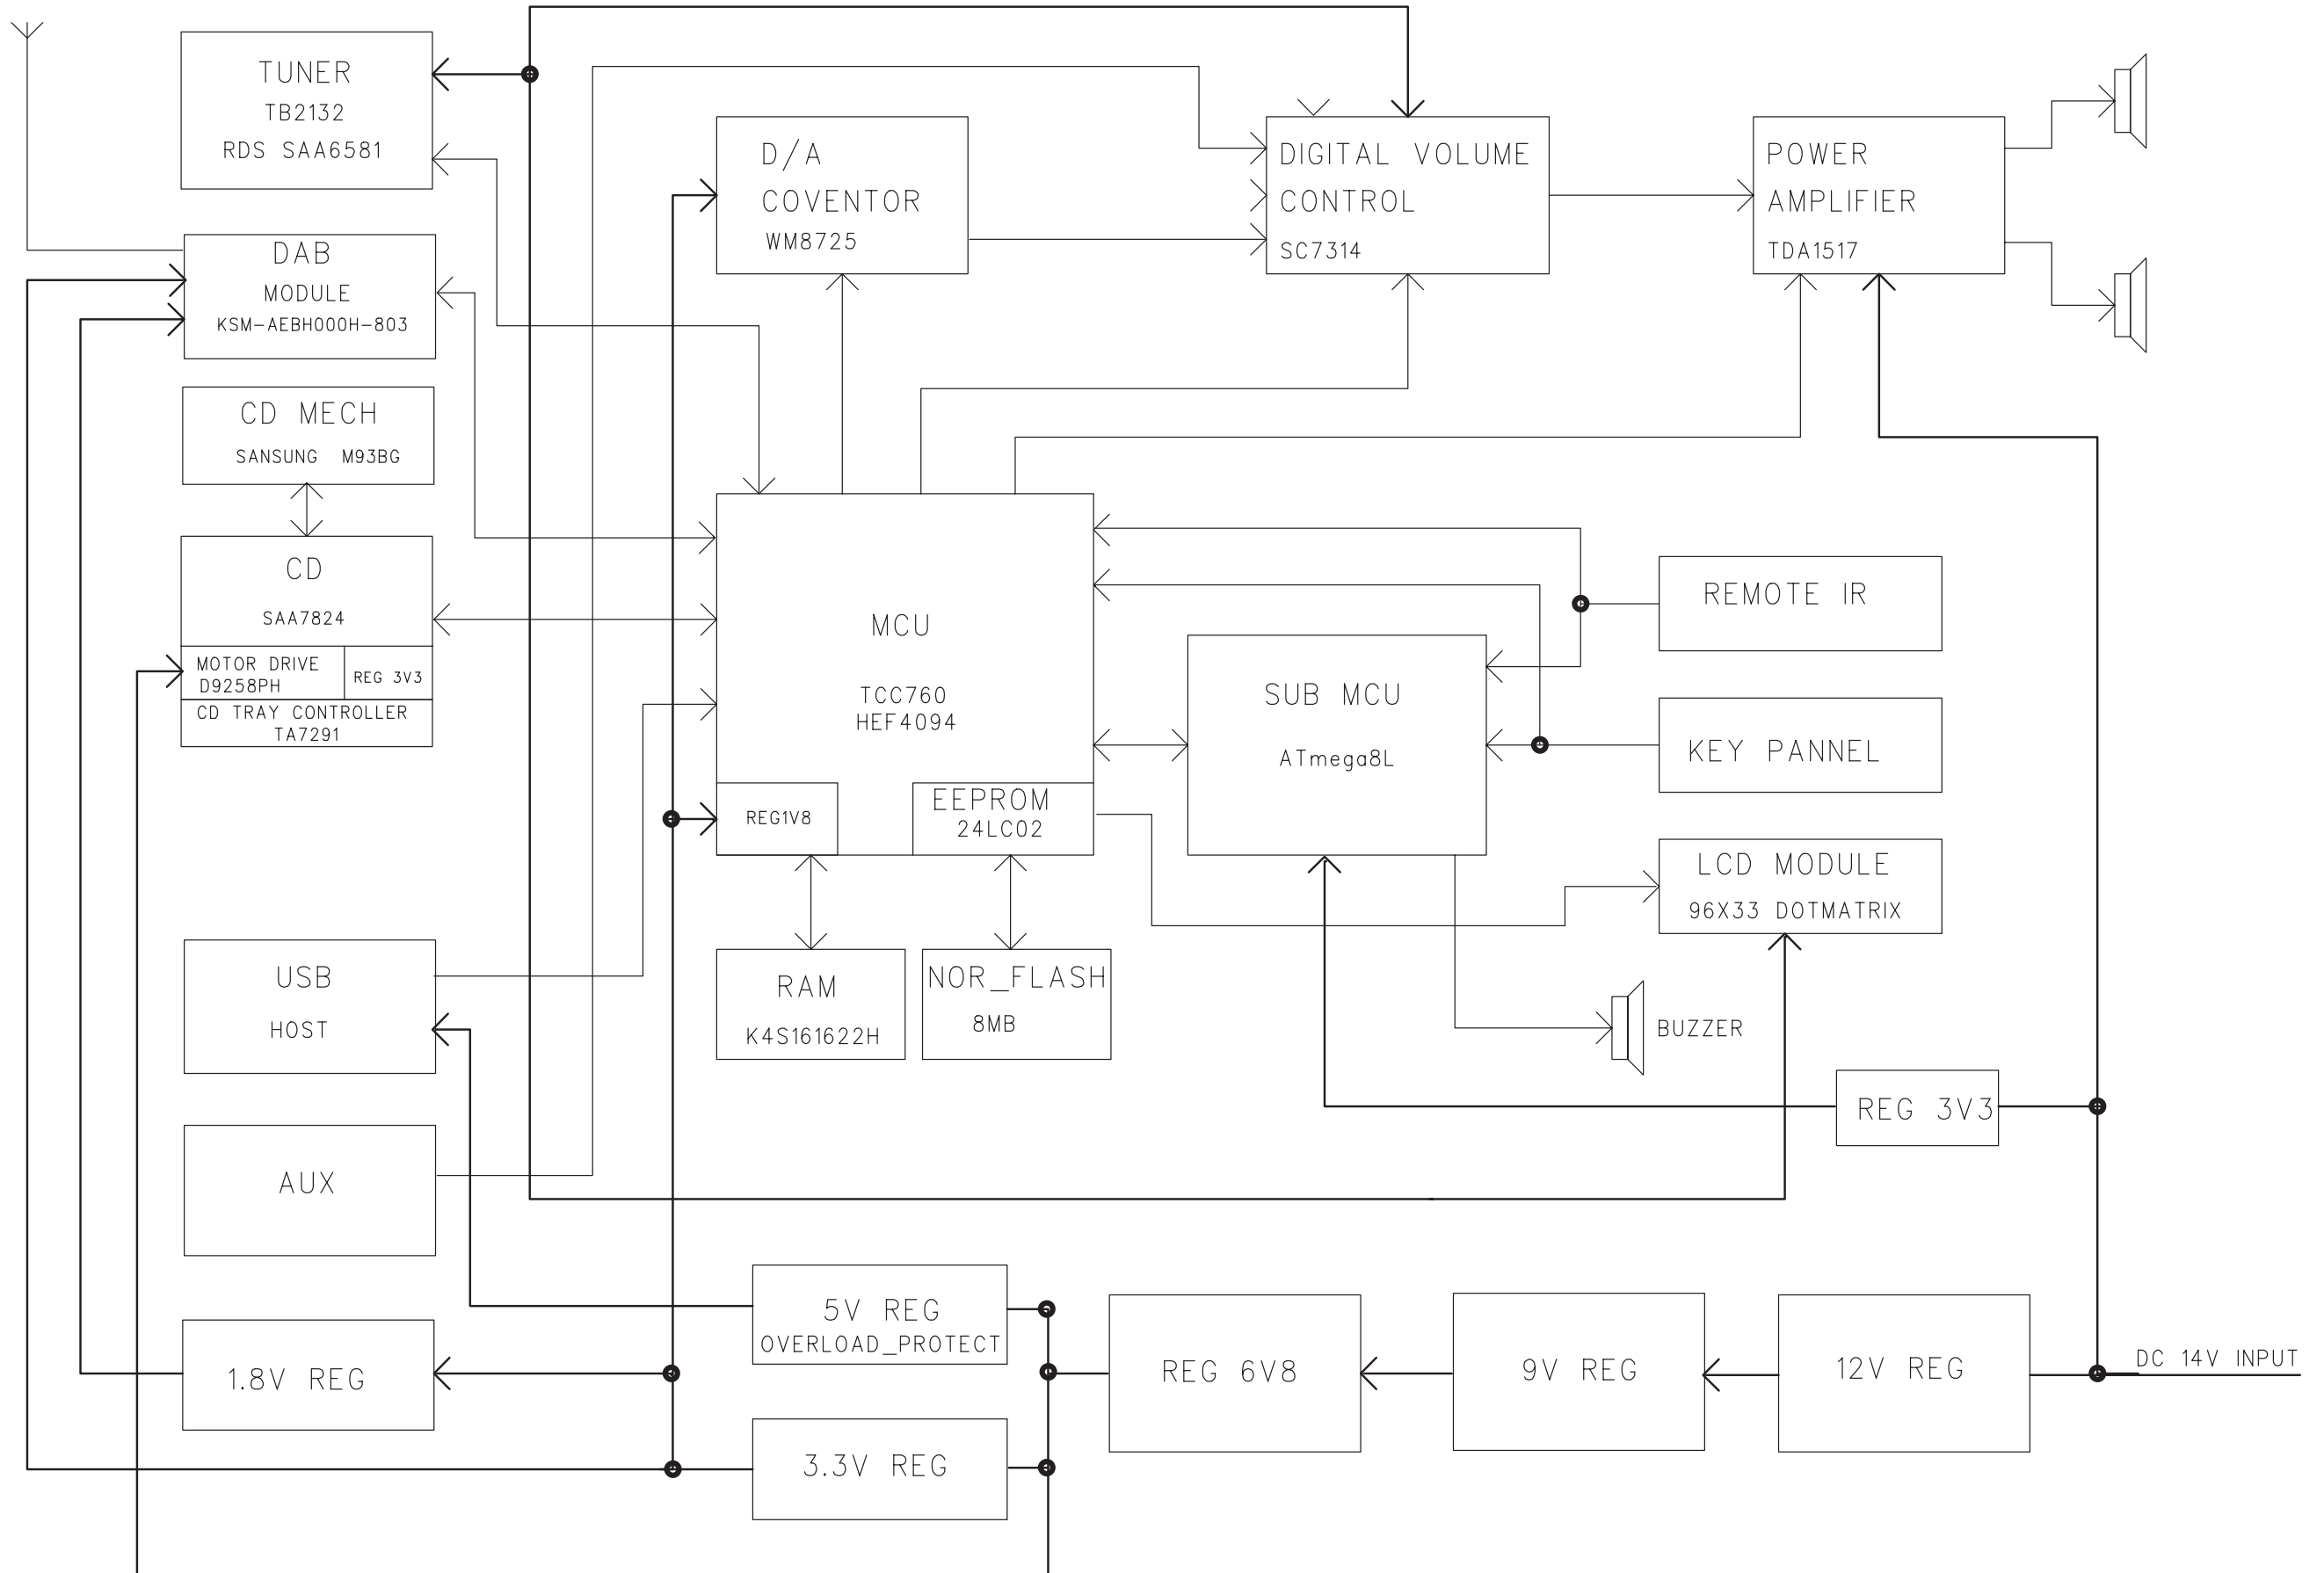 TUNER
TB2132
RDS SAA6581
DAB
MODULE
KSM-AEBH000H-803
CD MECH
SANSUNG M93BG
CD
SAA7824
MOTOR DRIVE
D9258PH
REG 3V3
CD TRAY CONTROLLER
TA7291
USB
HOST
AUX
1.8V REG
D/A
COVENTOR
WM8725
DIGITAL VOLUME
CONTROL
SC7314
POWER
AMPLIFIER
TDA1517
MCU
TCC760
HEF4094
REG1V8
EEPROM
24LC02
RAM
K4S161622H
NOR_FLASH
8MB
SUB MCU
ATmega8L
REMOTE IR
KEY PANNEL
LCD MODULE
96X33 DOTMATRIX
BUZZER
REG 3V3
5V REG
OVERLOAD_PROTECT
3.3V REG
REG 6V8
9V REG
12V REG
DC 14V INPUT